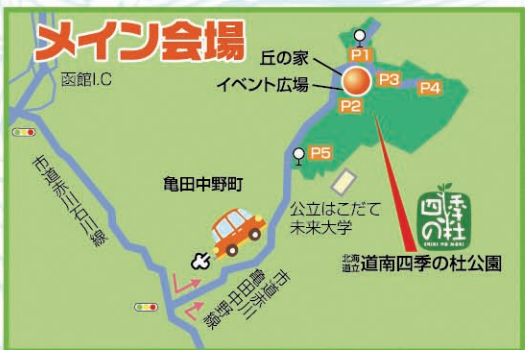 メイン会場
函館I.C
丘の家
イベント広場
P1
P3
P4
P2
P5
亀田中野町
公立はこだて
未来大学
市道赤川石川線
市道赤川
亀田中野線
四季
の杜
SHIKI NO MORI
北海道立
道南四季の杜公園